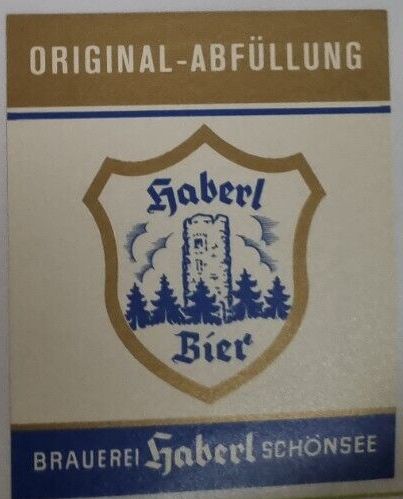 ORIGINAL-ABFÜLLUNG
Haberl
Bier
BRAUEREI Haberl SCHÖNSEE